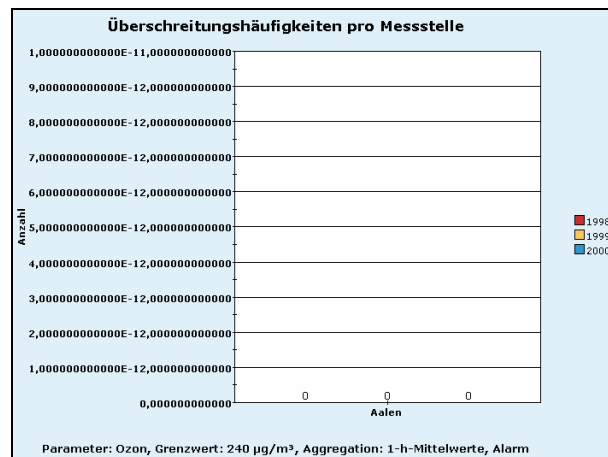 Überschreitungshäufigkeiten pro Messstelle
1,000000000000E-11,000000000000
9,000000000000E-12,000000000000
8,000000000000E-12,000000000000
7,000000000000E-12,000000000000
6,000000000000E-12,000000000000
5,000000000000E-12,000000000000
4,000000000000E-12,000000000000
3,000000000000E-12,000000000000
2,000000000000E-12,000000000000
1,000000000000E-12,000000000000
0,000000000000
Anzahl
0 0 0
Aalen
1998
1999
2000
Parameter: Ozon, Grenzwert: 240 µg/m³, Aggregation: 1-h-Mittelwerte, Alarm